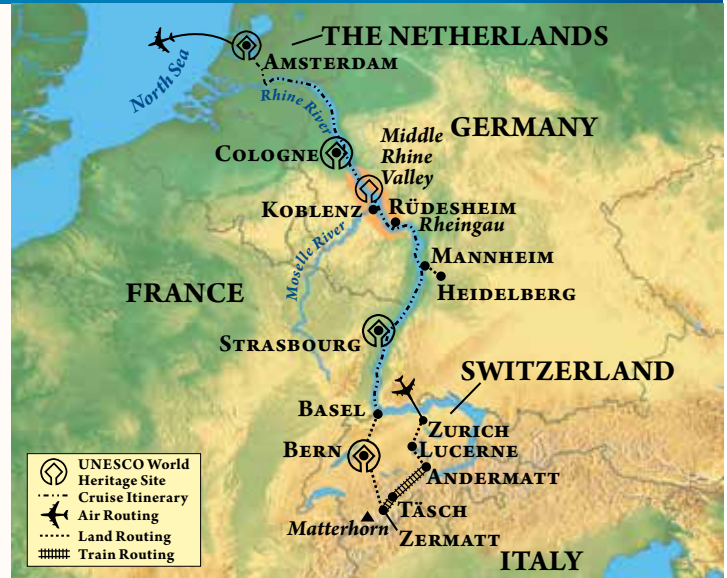 THE NETHERLANDS
AMSTERDAM
North Sea
Rhine River
Middle
Rhine
Valley
GERMANY
COLOGNE
KOBLENZ
RÜDESHEIM
Rheingau
Moselle River
MANNHEIM
HEIDELBERG
FRANCE
STRASBOURG
SWITZERLAND
BASEL
ZURICH
BERN
LUCERNE
ANDERMATT
TÄSCH
Matterhorn
ZERMATT
ITALY
UNESCO World
Heritage Site
Cruise Itinerary
Air Routing
Land Routing
Train Routing